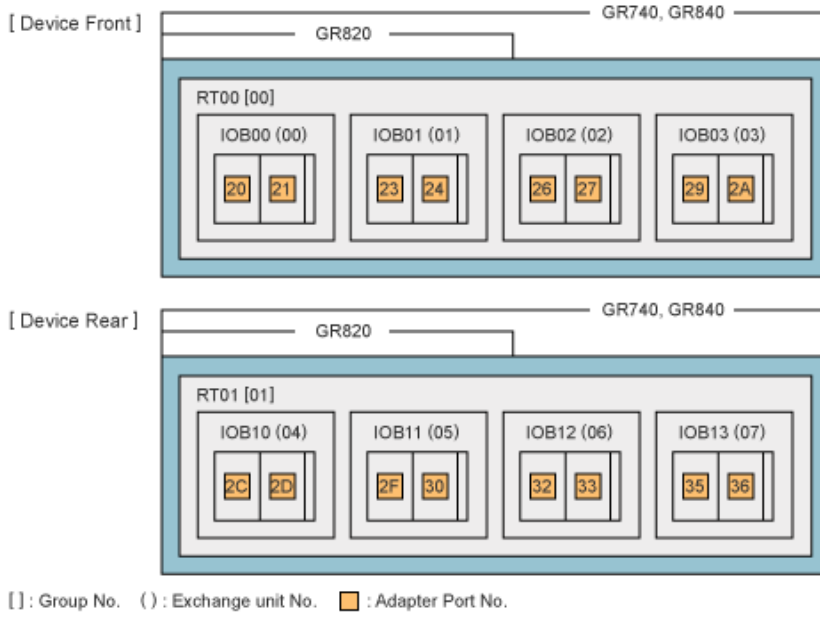 [ Device Front ]
GR740, GR840
GR820
RT00 [00]
IOB00 (00) IOB01 (01) IOB02 (02) IOB03 (03)
20 21 23 24 26 27 29 2A
[ Device Rear ]
GR740, GR840
GR820
RT01 [01]
IOB10 (04) IOB11 (05) IOB12 (06) IOB13 (07)
2C 2D 2F 30 32 33 35 36
[ ] : Group No. ( ) : Exchange unit No. : Adapter Port No.